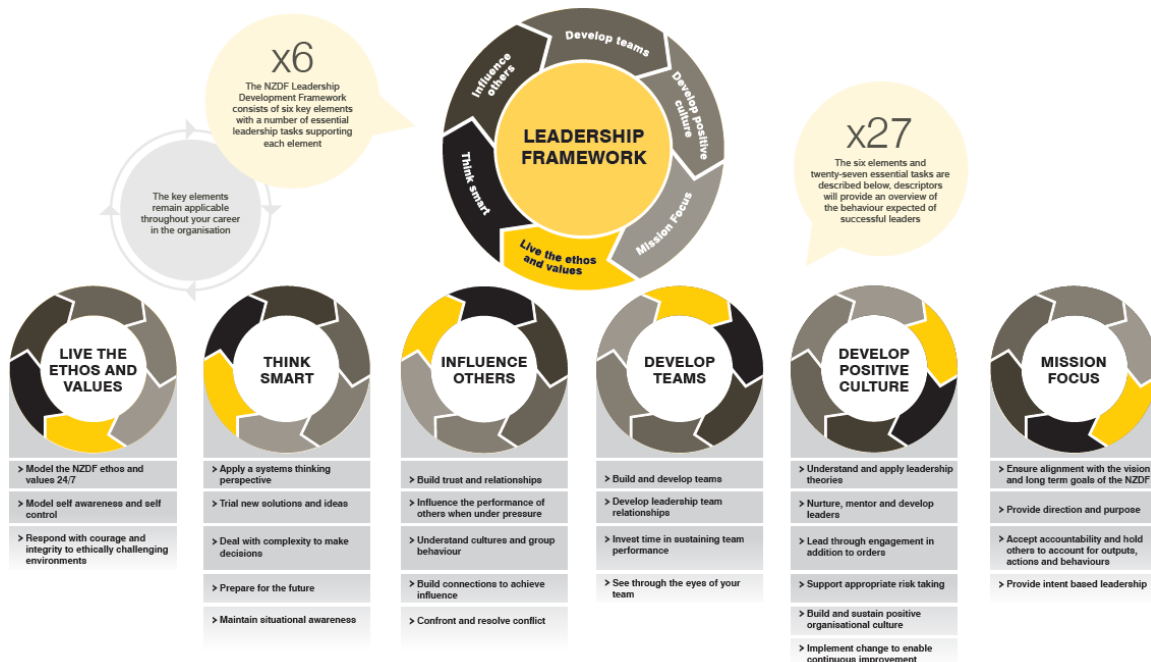 x6
The NZDF Leadership
Development Framework
consists of six key elements
with a number of essential
leadership tasks supporting
each element
The key elements
remain applicable
throughout your career
in the organisation
LEADERSHIP
FRAMEWORK
Develop teams
Develop positive
culture
Mission Focus
Live the ethos
and values
Think smart
Influence
others
x27
The six elements and
twenty-seven essential tasks are
described below, descriptors
will provide an overview of
the behaviour expected of
successful leaders
LIVE THE
ETHOS AND
VALUES
> Model the NZDF ethos and
values 24/7
> Model self awareness and self
control
> Respond with courage and
integrity to ethically challenging
environments
THINK
SMART
> Apply a systems thinking
perspective
> Trial new solutions and ideas
> Deal with complexity to make
decisions
> Prepare for the future
> Maintain situational awareness
INFLUENCE
OTHERS
> Build trust and relationships
> Influence the performance of
others when under pressure
> Understand cultures and group
behaviour
> Build connections to achieve
influence
> Confront and resolve conflict
DEVELOP
TEAMS
> Build and develop teams
> Develop leadership team
relationships
> Invest time in sustaining team
performance
> See through the eyes of your
team
DEVELOP
POSITIVE
CULTURE
> Understand and apply leadership
theories
> Nurture, mentor and develop
leaders
> Lead through engagement in
addition to orders
> Support appropriate risk taking
> Build and sustain positive
organisational culture
> Implement change to enable
continuous improvement
MISSION
FOCUS
> Ensure alignment with the vision
and long term goals of the NZDF
> Provide direction and purpose
> Accept accountability and hold
others to account for outputs,
actions and behaviours
> Provide intent based leadership